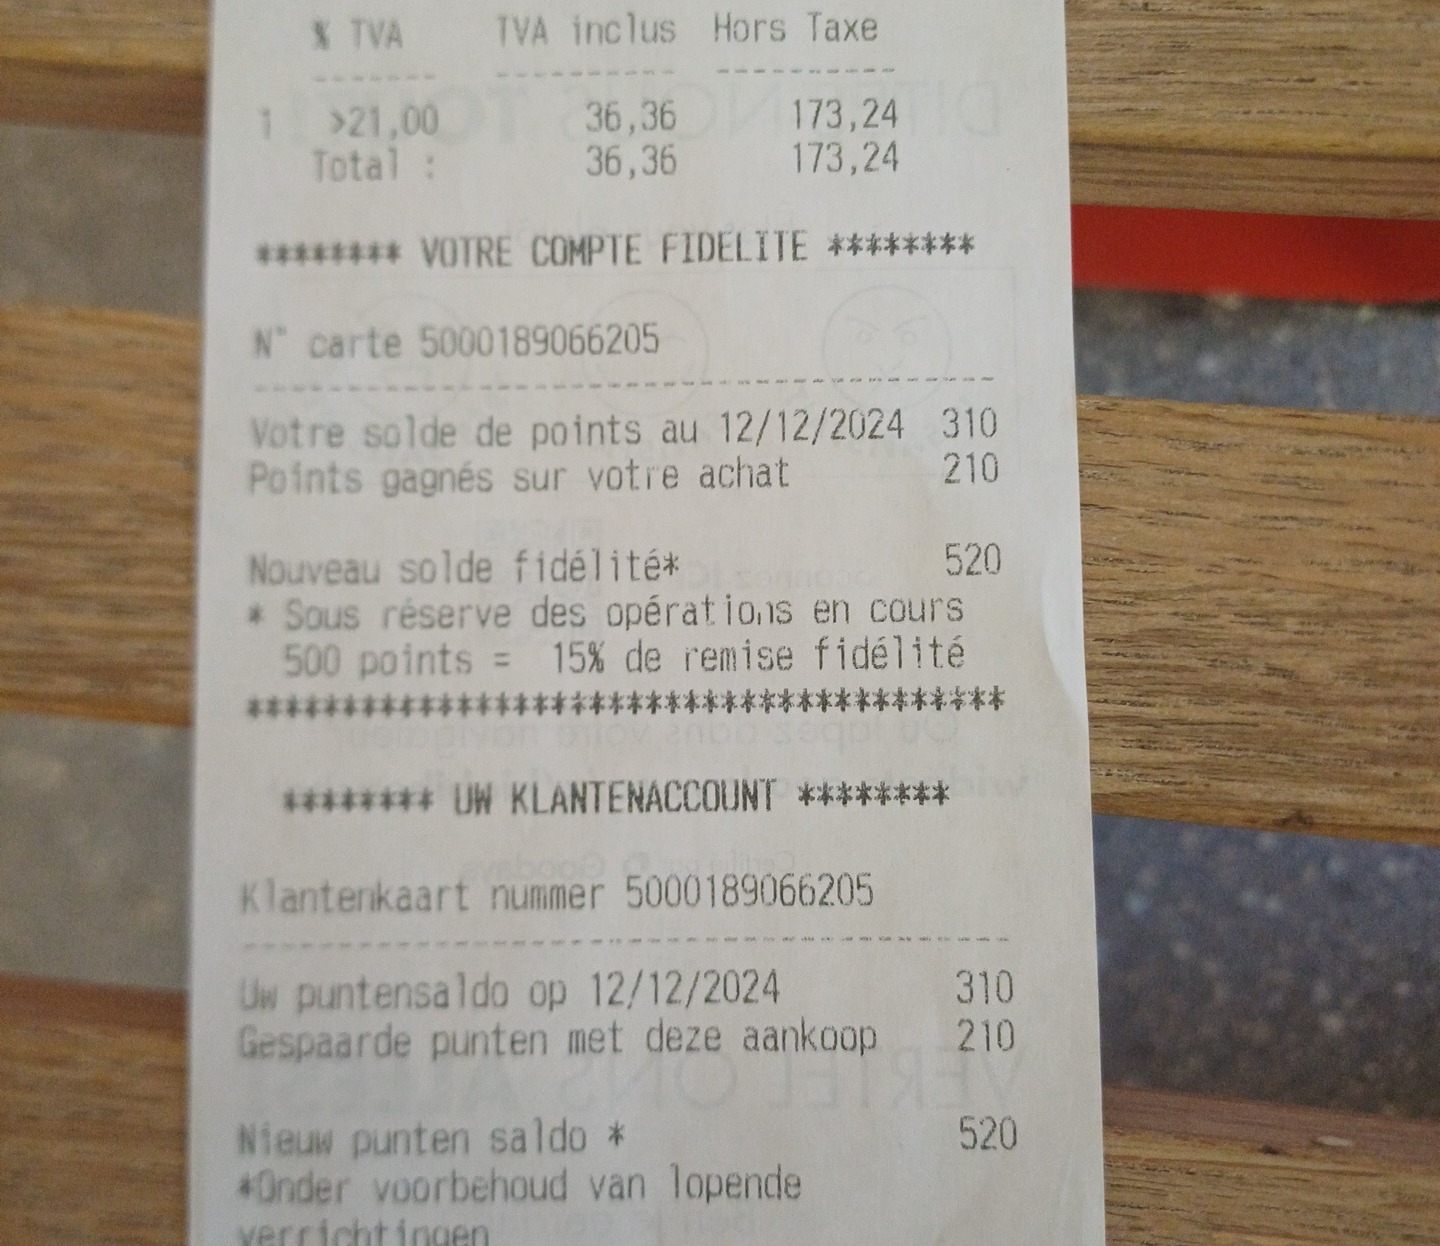 % TVA TVA inclus Hors Taxe
1 >21,00 36,36 173,24
Total : 36,36 173,24
******** VOTRE COMPTE FIDELITE ********
N° carte 5000189066205
Votre solde de points au 12/12/2024 310
Points gagnés sur votre achat 210
Nouveau solde fidélité* 520
* Sous réserve des opérations en cours
500 points = 15% de remise fidélité
*****************************************
******** UW KLANTENACCOUNT ********
Klantenkaart nummer 5000189066205
Uw puntensaldo op 12/12/2024 310
Gespaarde punten met deze aankoop 210
Nieuw punten saldo * 520
*Onder voorbehoud van lopende
verrichtingen